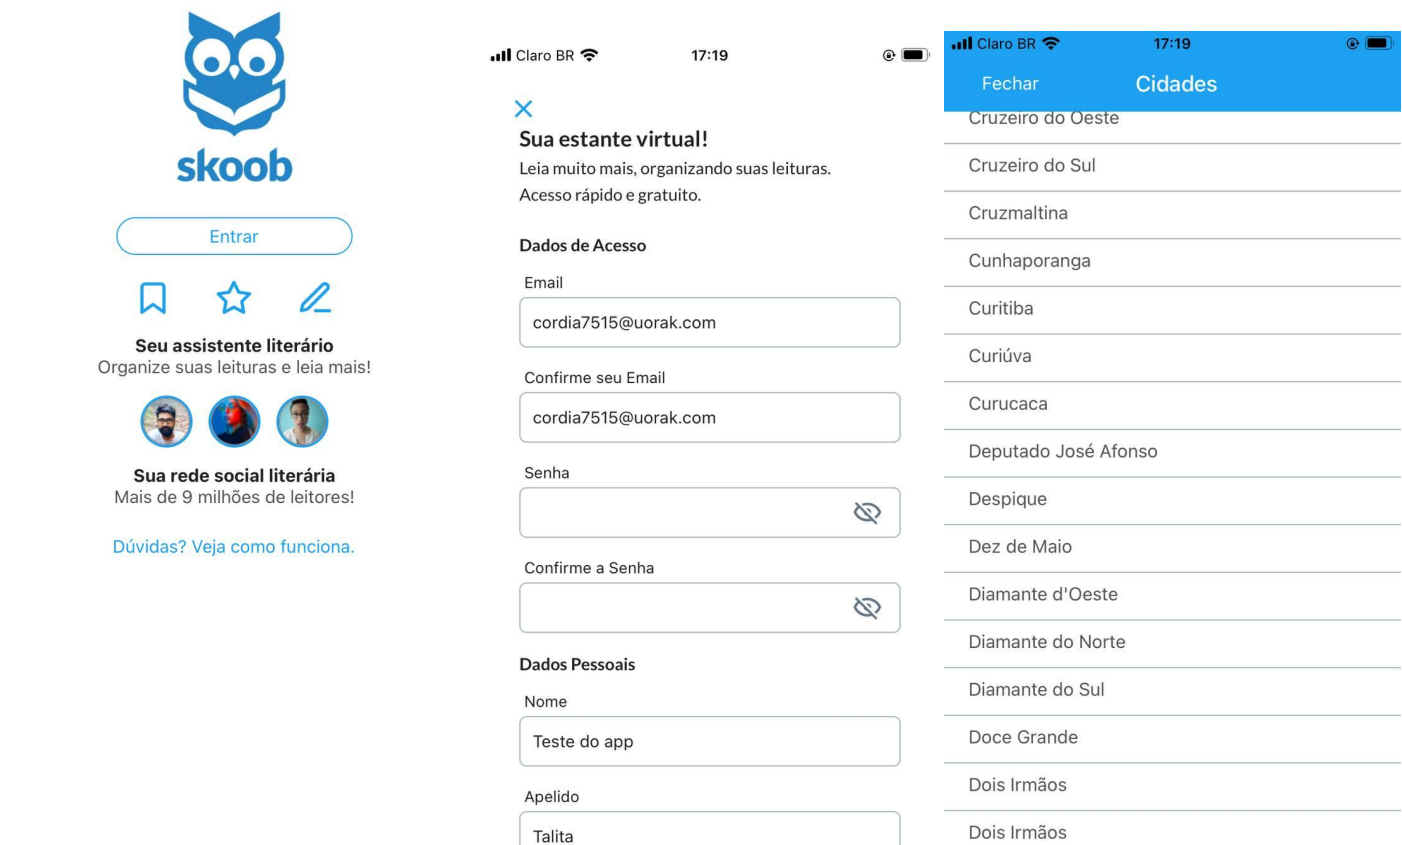 skoob
Entrar
Seu assistente literário
Organize suas leituras e leia mais!
Sua rede social literária
Mais de 9 milhões de leitores!
Dúvidas? Veja como funciona.
Claro BR
17:19
Sua estante virtual!
Leia muito mais, organizando suas leituras.
Acesso rápido e gratuito.
Dados de Acesso
Email
cordia7515@uorak.com
Confirme seu Email
cordia7515@uorak.com
Senha
Confirme a Senha
Dados Pessoais
Nome
Teste do app
Apelido
Talita
Claro BR
17:19
Fechar
Cidades
Cruzeiro do Oeste
Cruzeiro do Sul
Cruzmaltina
Cunhaporanga
Curitiba
Curiúva
Curucaca
Deputado José Afonso
Despique
Dez de Maio
Diamante d'Oeste
Diamante do Norte
Diamante do Sul
Doce Grande
Dois Irmãos
Dois Irmãos